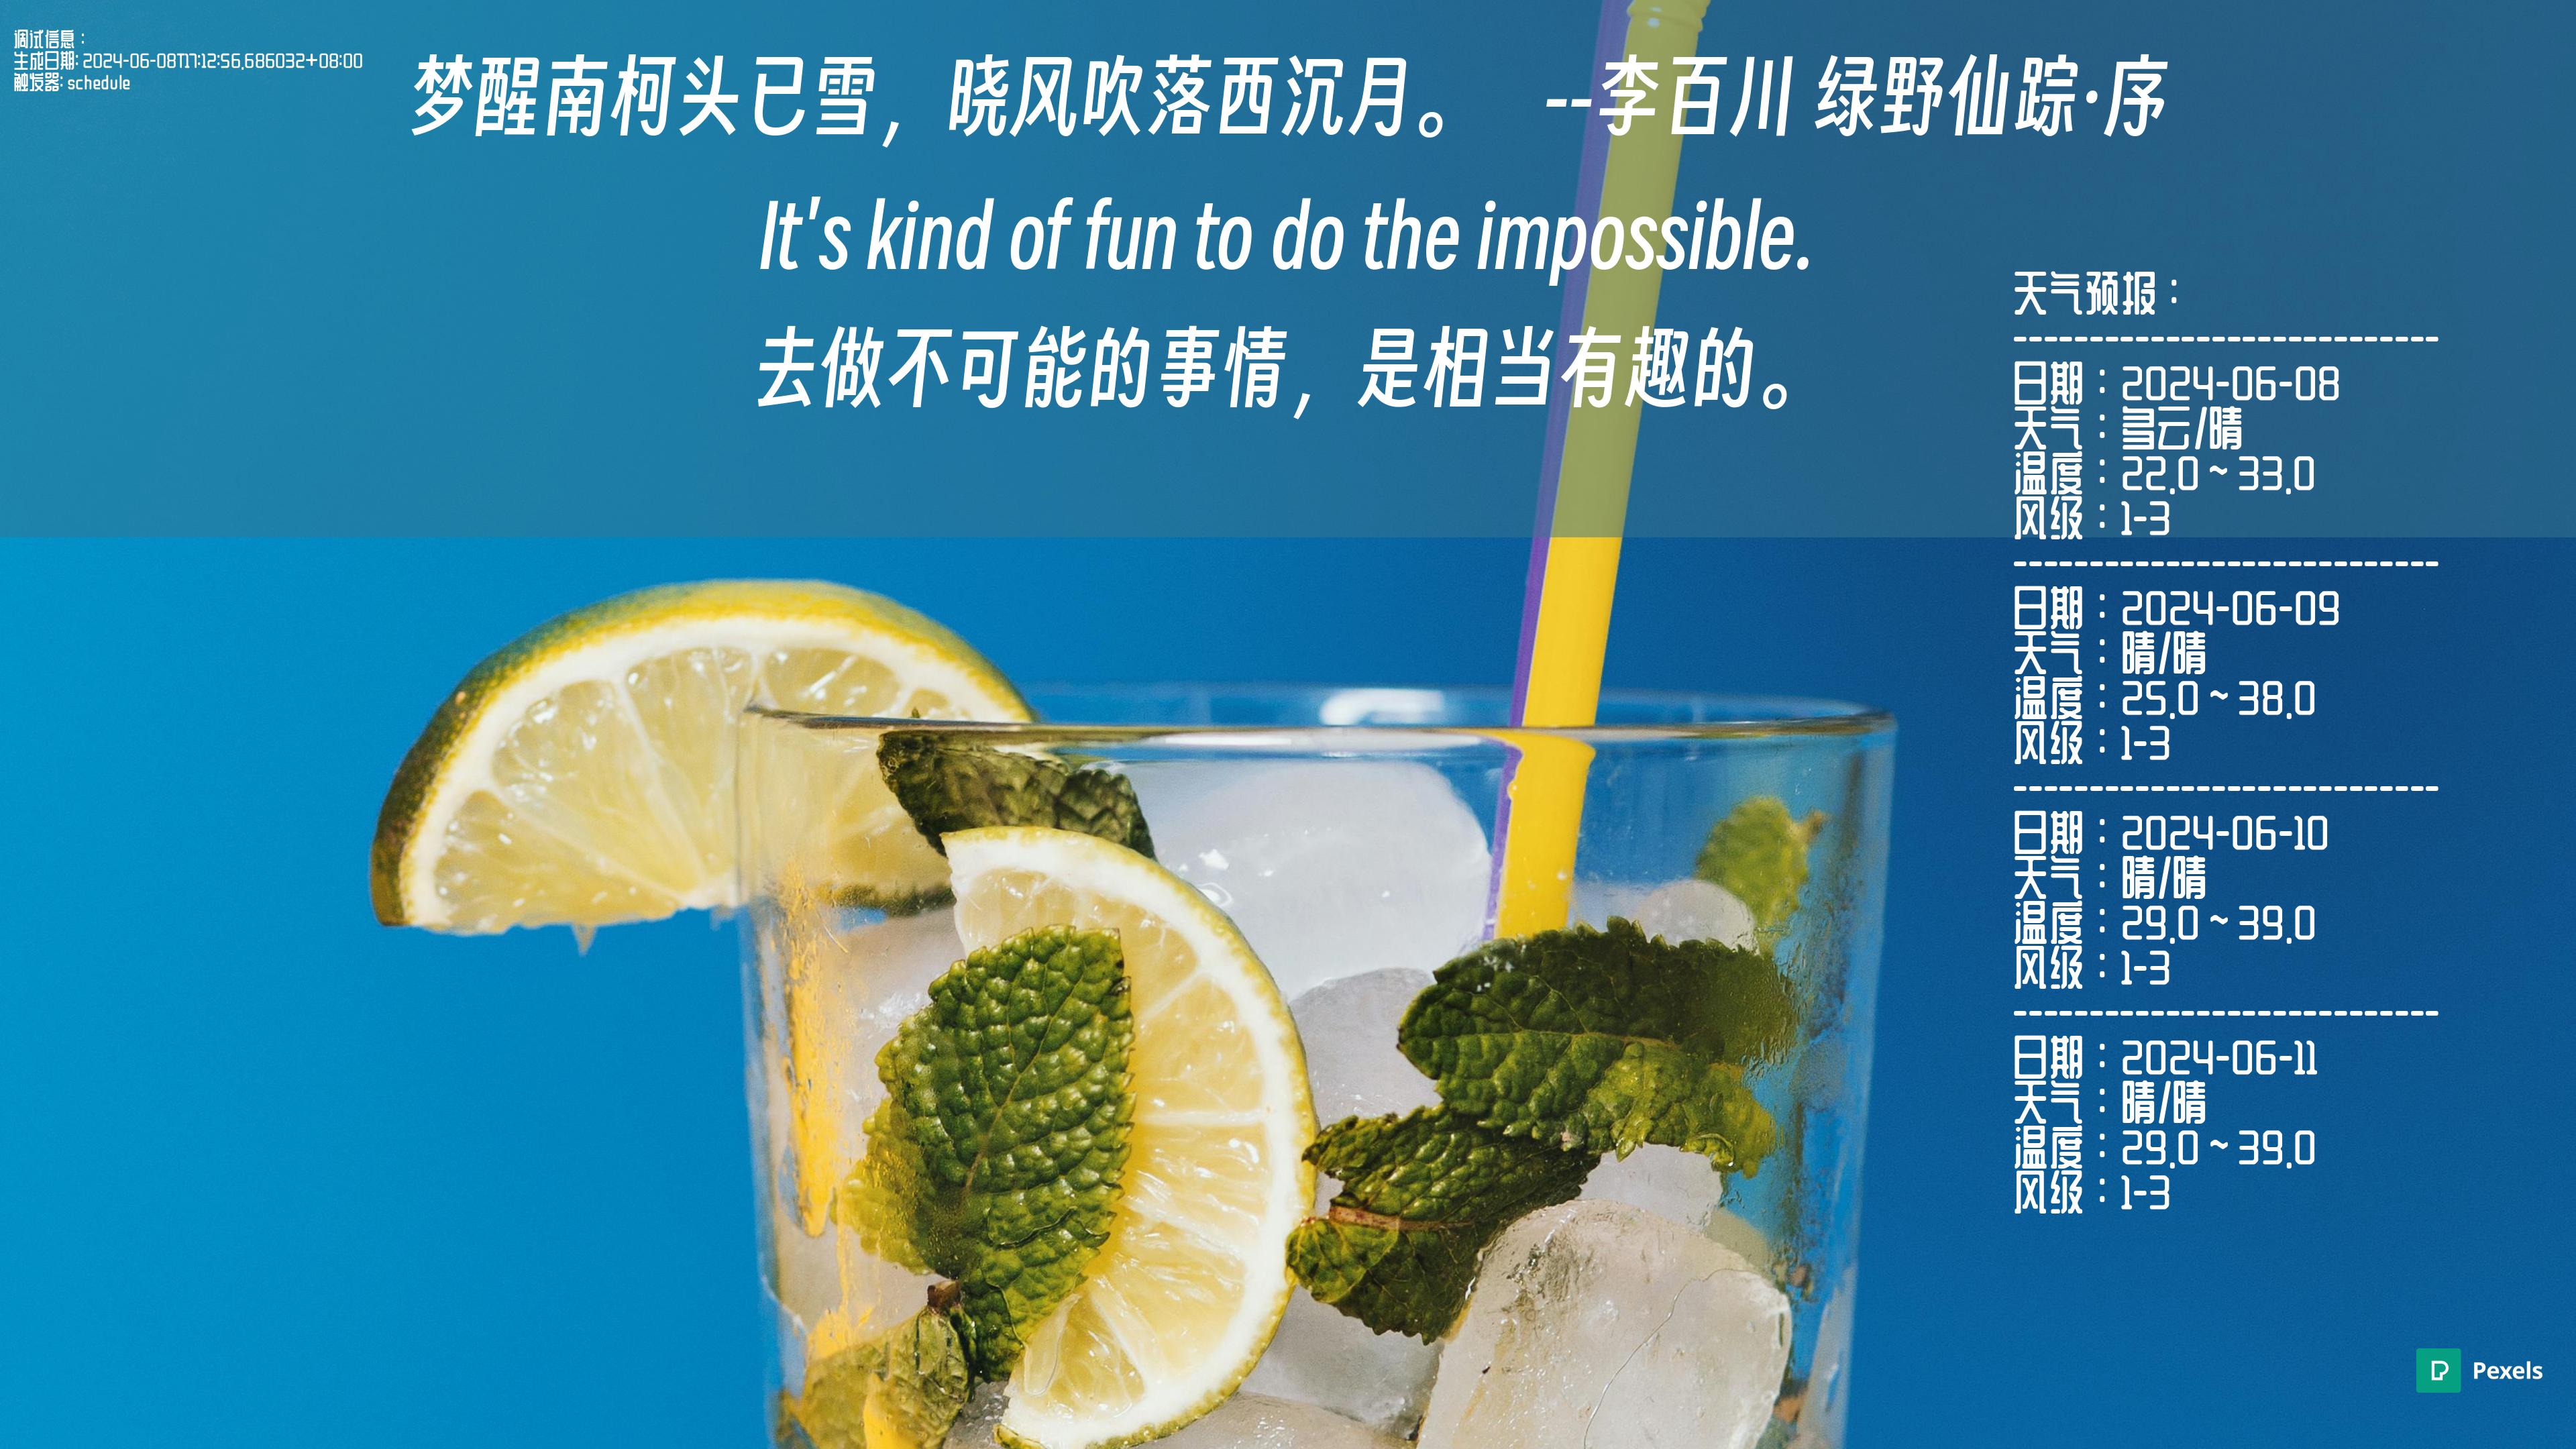 调试信息：
生成日期: 2024-06-08T17:12:56,686032+08:00
触发器: schedule
梦醒南柯头已雪，晓风吹落西沉月。 --李百川 绿野仙踪·序
It's kind of fun to do the impossible.
去做不可能的事情，是相当有趣的。
天气预报：
----------------------------
日期：2024-06-08
天气：多云/晴
温度：22.0 ~ 33.0
风级：1-3
----------------------------
日期：2024-06-09
天气：晴/晴
温度：25.0 ~ 38.0
风级：1-3
----------------------------
日期：2024-06-10
天气：晴/晴
温度：29.0 ~ 39.0
风级：1-3
----------------------------
日期：2024-06-11
天气：晴/晴
温度：29.0 ~ 39.0
风级：1-3
Pexels